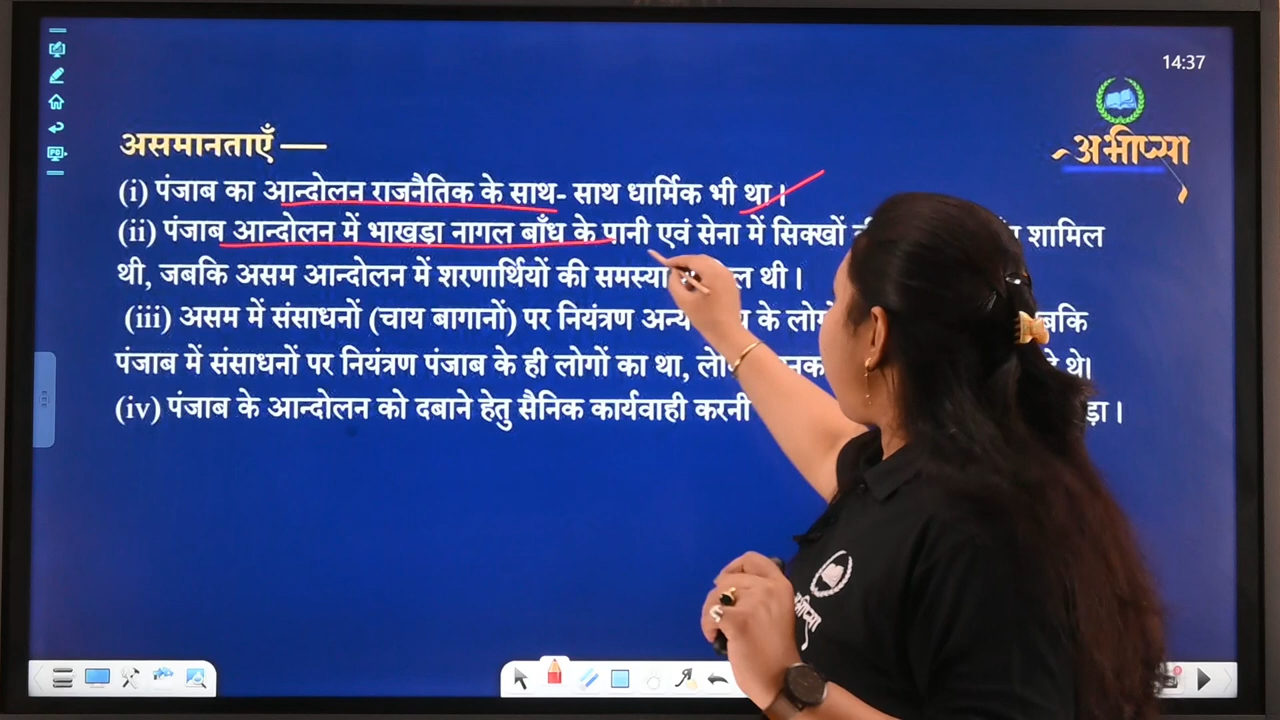 14:37
अभीप्सा
असमानताएँ —
(i) पंजाब का आन्दोलन राजनैतिक के साथ- साथ धार्मिक भी था।
(ii) पंजाब आन्दोलन में भाखड़ा नागल बाँध के पानी एवं सेना में सिक्खों शामिल
थी, जबकि असम आन्दोलन में शरणार्थियों की समस्या थी।
(iii) असम में संसाधनों (चाय बागानों) पर नियंत्रण के
पंजाब में संसाधनों पर नियंत्रण पंजाब के ही लोगों का था, थे।
(iv) पंजाब के आन्दोलन को दबाने हेतु सैनिक कार्यवाही करनी